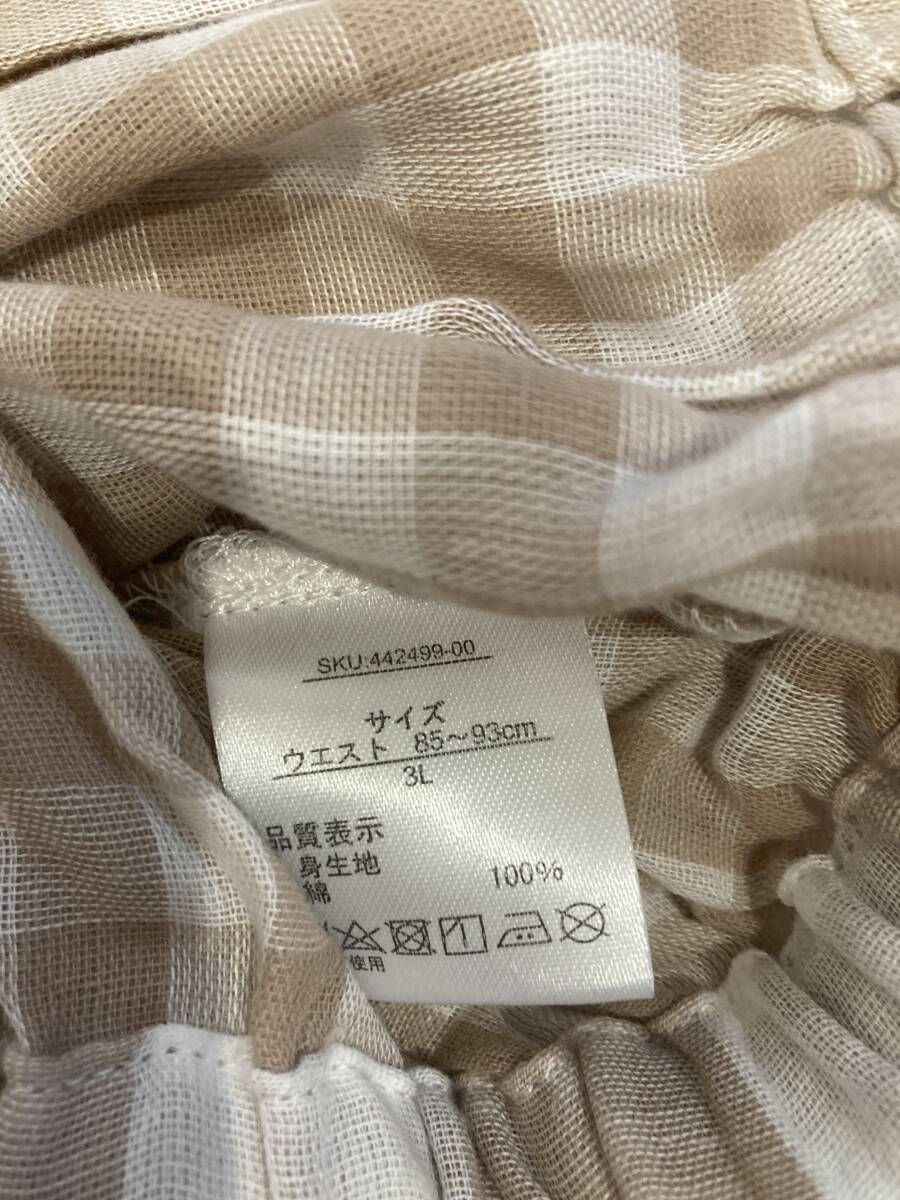 SKU:442499-00
サイズ
ウエスト 85～93cm
3L
品質表示
身生地
綿 100%
使用